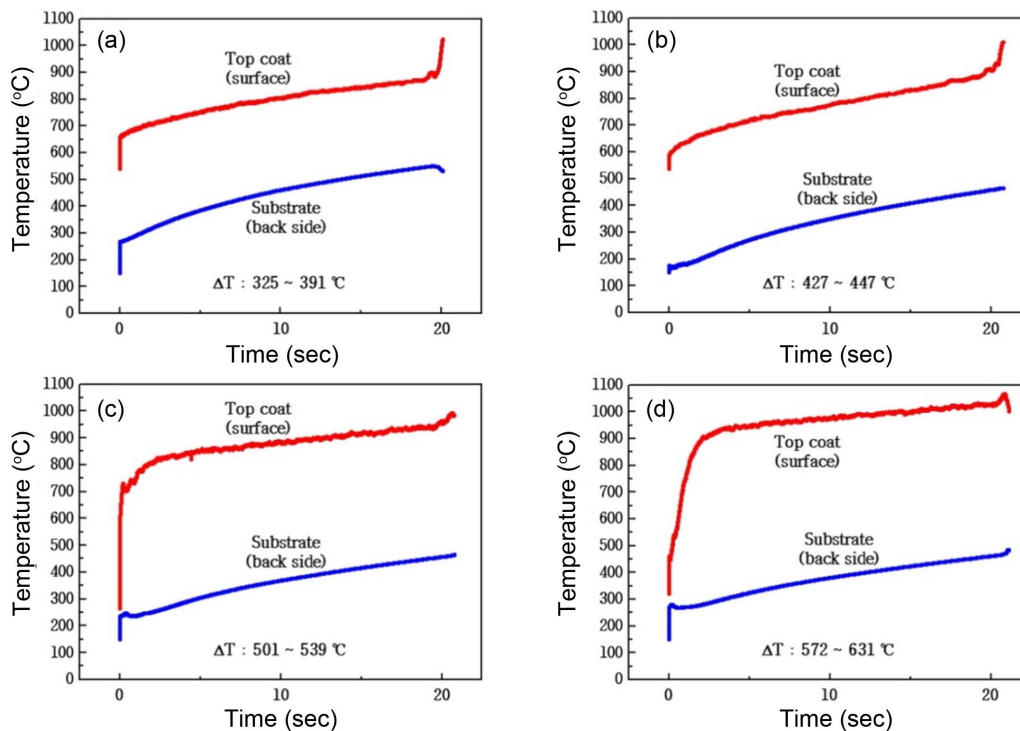 (a)
1100
1000
900
800
700
600
500
400
300
200
100
0
Temperature (°C)
Top coat
(surface)
Substrate
(back side)
ΔT : 325 ~ 391 ℃
0
10
20
Time (sec)
(b)
1100
1000
900
800
700
600
500
400
300
200
100
0
Temperature (°C)
Top coat
(surface)
Substrate
(back side)
ΔT : 427 ~ 447 ℃
0
10
20
Time (sec)
(c)
1100
1000
900
800
700
600
500
400
300
200
100
0
Temperature (°C)
Top coat
(surface)
Substrate
(back side)
ΔT : 501 ~ 539 ℃
0
10
20
Time (sec)
(d)
1100
1000
900
800
700
600
500
400
300
200
100
0
Temperature (°C)
Top coat
(surface)
Substrate
(back side)
ΔT : 572 ~ 631 ℃
0
10
20
Time (sec)